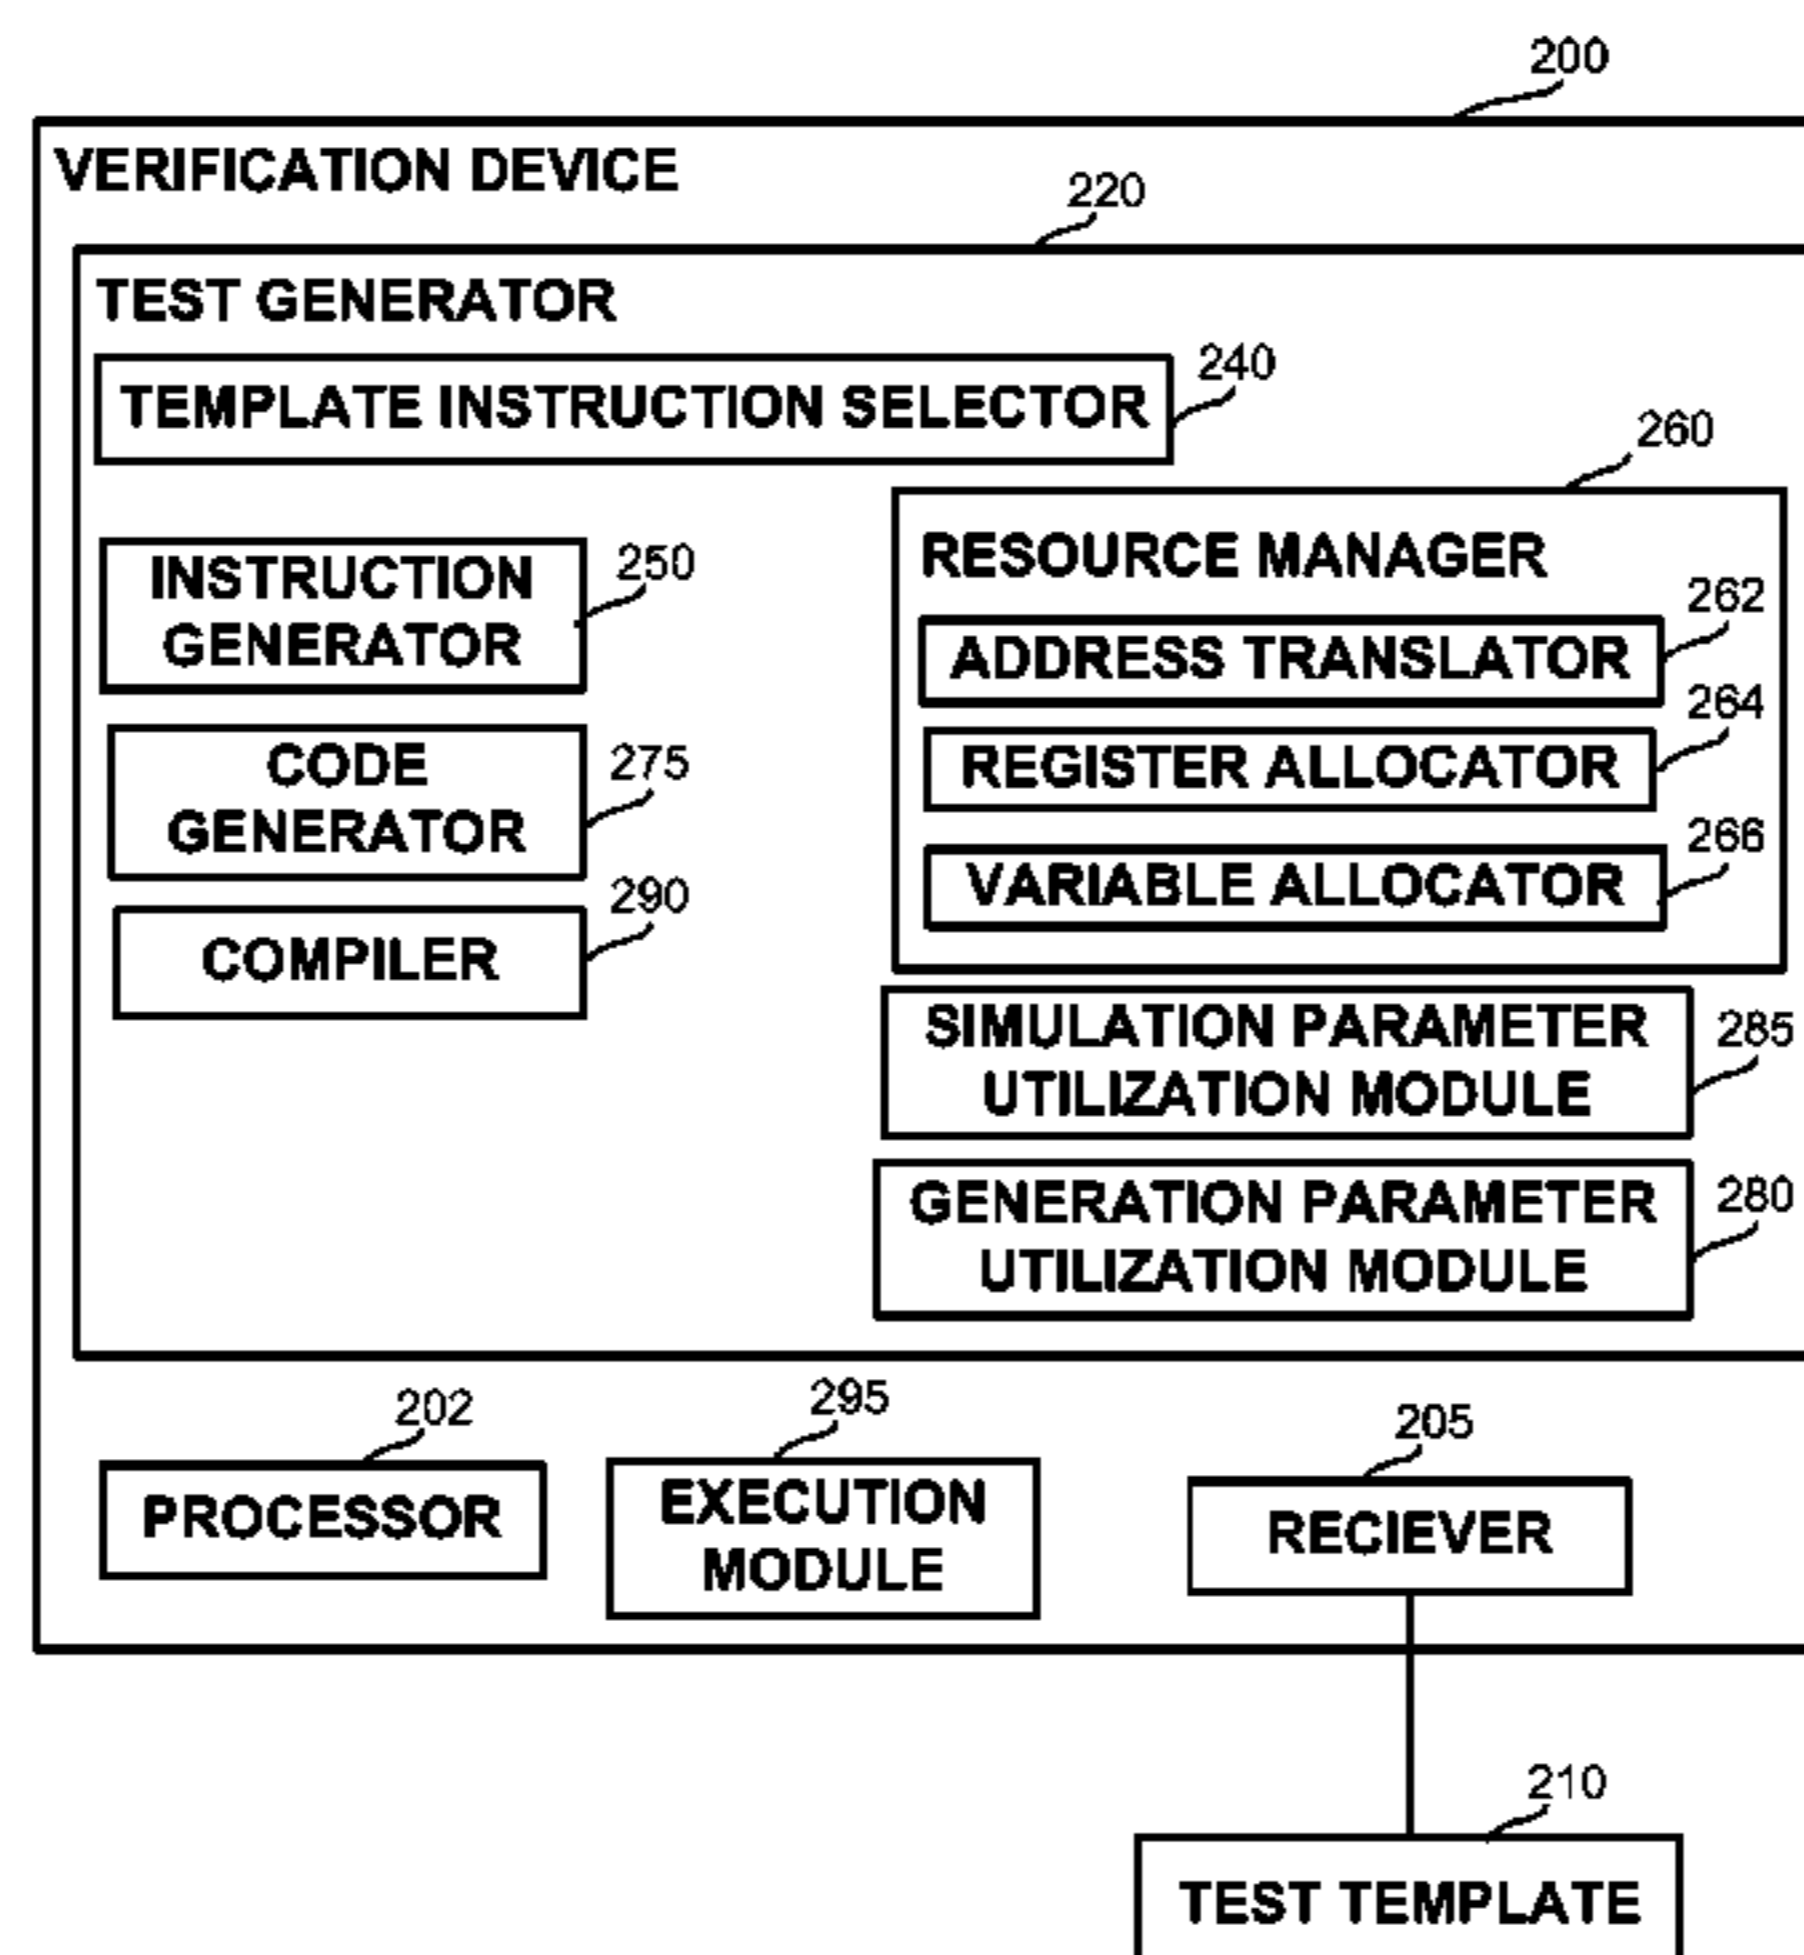 200
VERIFICATION DEVICE
220
TEST GENERATOR
240
TEMPLATE INSTRUCTION SELECTOR
260
INSTRUCTION
GENERATOR
250
RESOURCE MANAGER
262
ADDRESS TRANSLATOR
264
REGISTER ALLOCATOR
266
VARIABLE ALLOCATOR
CODE
GENERATOR
275
290
COMPILER
SIMULATION PARAMETER
UTILIZATION MODULE
285
GENERATION PARAMETER
UTILIZATION MODULE
280
202
PROCESSOR
295
EXECUTION
MODULE
205
RECIEVER
210
TEST TEMPLATE